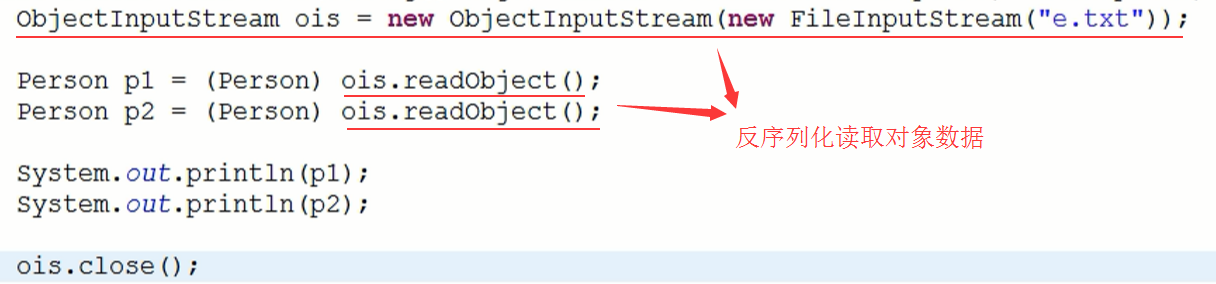 ObjectInputStream ois = new ObjectInputStream(new FileInputStream("e.txt"));
Person p1 = (Person) ois.readObject();
Person p2 = (Person) ois.readObject();
反序列化读取对象数据
System.out.println(p1);
System.out.println(p2);
ois.close();